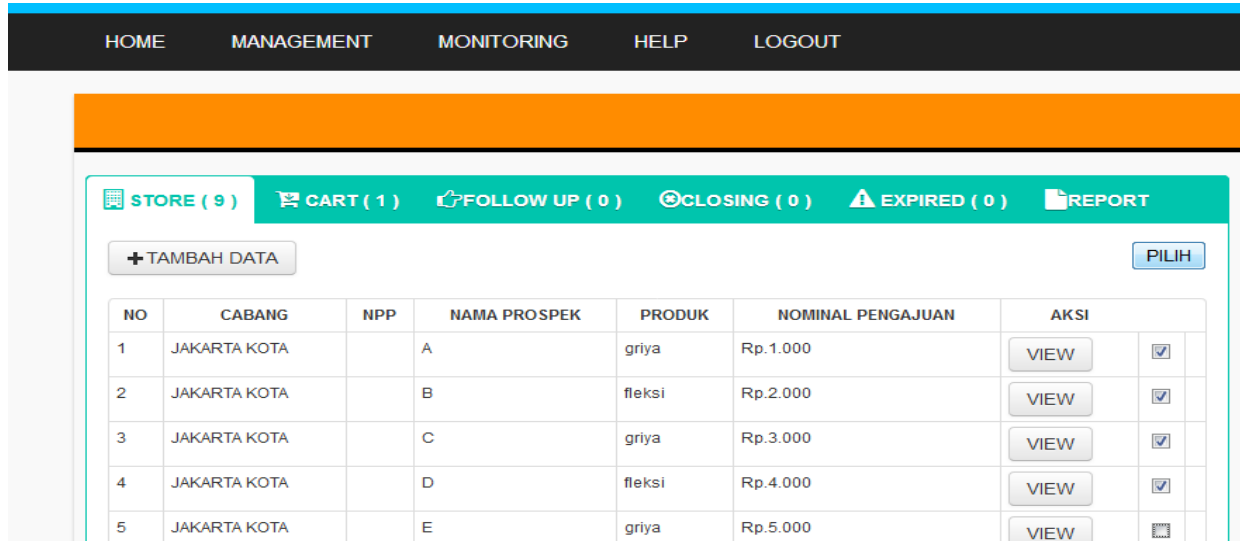 HOME MANAGEMENT MONITORING HELP LOGOUT
STORE ( 9 ) CART ( 1 ) FOLLOW UP ( 0 ) CLOSING ( 0 ) EXPIRED ( 0 ) REPORT
+TAMBAH DATA PILIH
NO CABANG NPP NAMA PROSPEK PRODUK NOMINAL PENGAJUAN AKSI
1 JAKARTA KOTA A griya Rp.1.000 VIEW
2 JAKARTA KOTA B fleksi Rp.2.000 VIEW
3 JAKARTA KOTA C griya Rp.3.000 VIEW
4 JAKARTA KOTA D fleksi Rp.4.000 VIEW
5 JAKARTA KOTA E griya Rp.5.000 VIEW